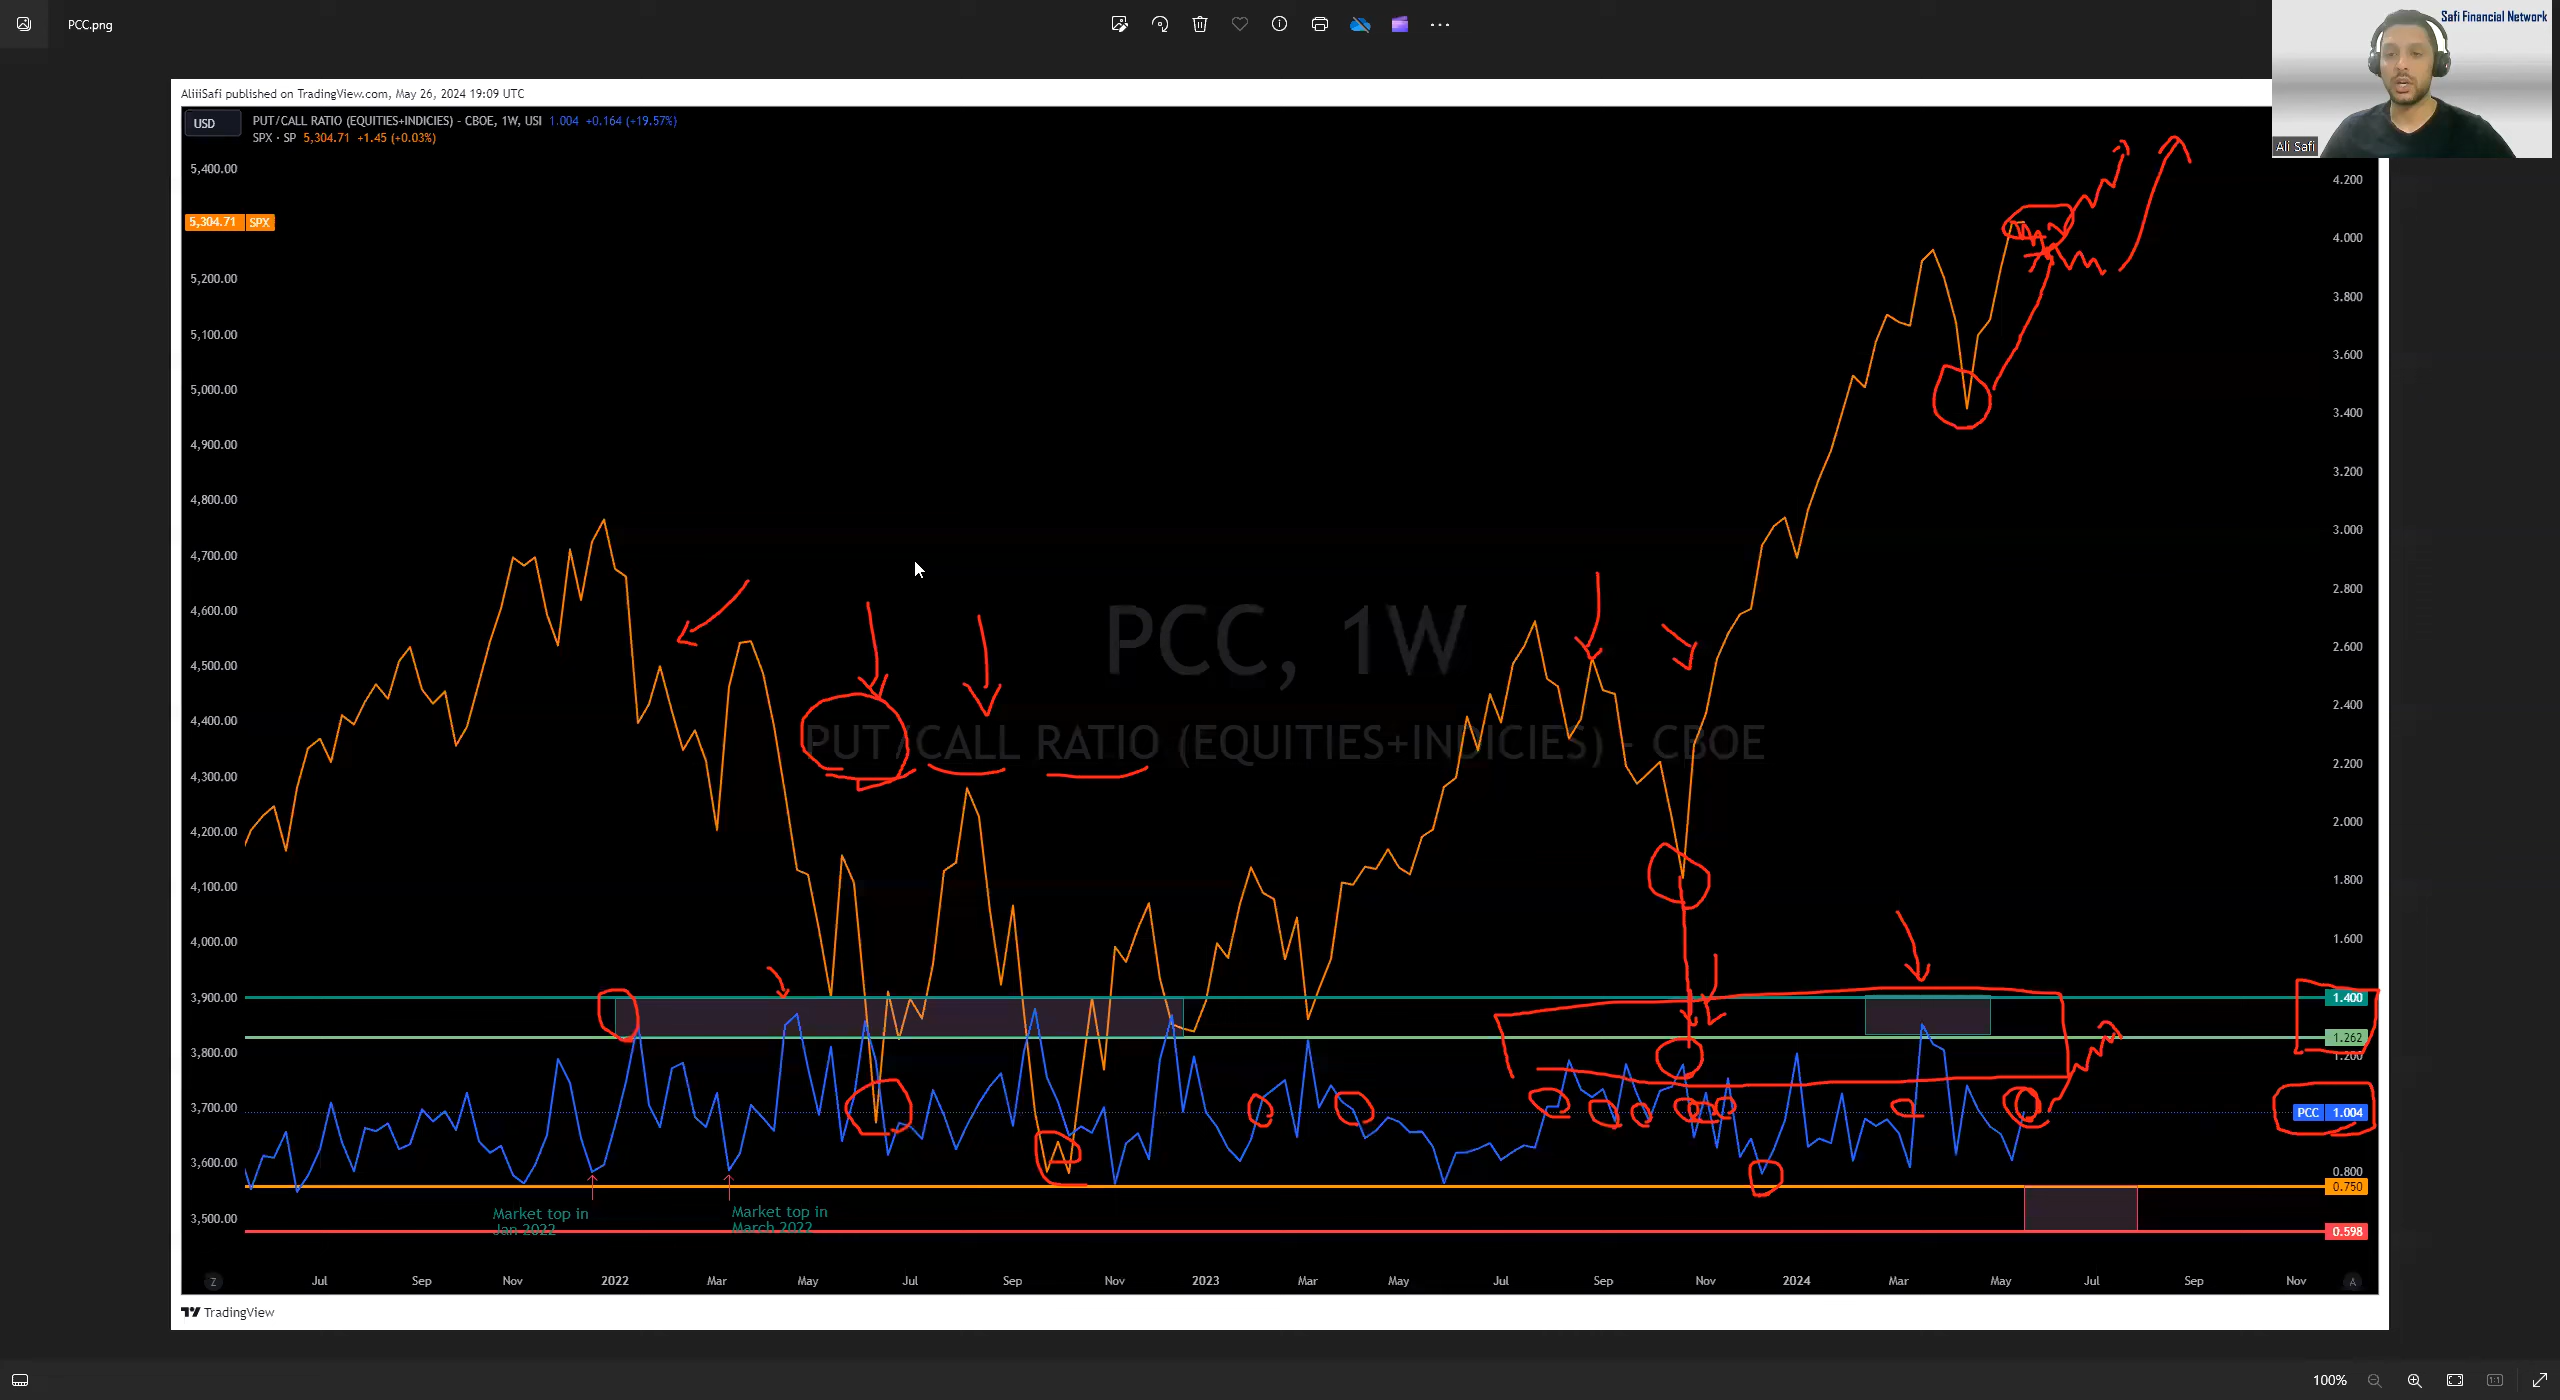 PCC.png
Safi Financial Network
Ali Safi
AliiiSafi published on TradingView.com, May 26, 2024 19:09 UTC
USD
PUT/CALL RATIO (EQUITIES+INDICIES) - CBOE, 1W, USI 1.004 +0.164 (+19.57%)
SPX · SP 5,304.71 +1.45 (+0.03%)
5,400.00
5,304.71 SPX
5,200.00
5,100.00
5,000.00
4,900.00
4,800.00
4,700.00
4,600.00
4,500.00
4,400.00
4,300.00
4,200.00
4,100.00
4,000.00
3,900.00
3,800.00
3,700.00
3,600.00
3,500.00
PCC, 1W
PUT/CALL RATIO (EQUITIES+INDICIES) - CBOE
4.200
4.000
3.800
3.600
3.400
3.200
3.000
2.800
2.600
2.400
2.200
2.000
1.800
1.600
1.400
1.262
1.200
PCC 1.004
0.800
0.750
0.598
Market top in
Jan 2022
Market top in
March 2022
Z Jul Sep Nov 2022 Mar May Jul Sep Nov 2023 Mar May Jul Sep Nov 2024 Mar May Jul Sep Nov A
TradingView
100%
1:1